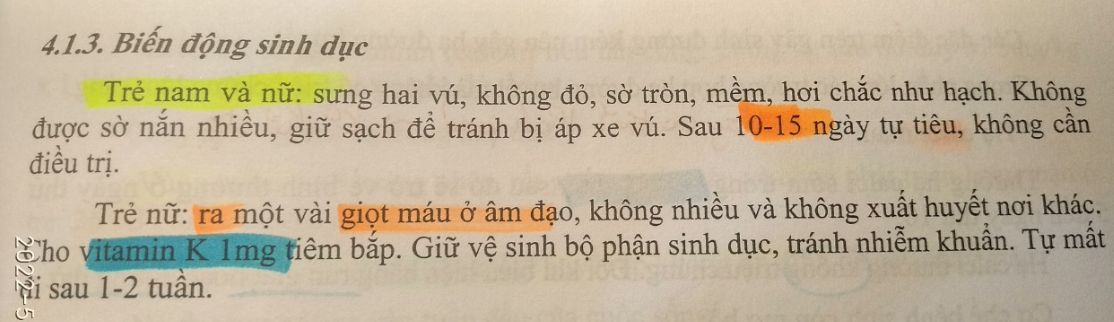 4.1.3. Biến động sinh dục
Trẻ nam và nữ: sưng hai vú, không đỏ, sờ tròn, mềm, hơi chắc như hạch. Không
được sờ nắn nhiều, giữ sạch để tránh bị áp xe vú. Sau 10-15 ngày tự tiêu, không cần
điều trị.
Trẻ nữ: ra một vài giọt máu ở âm đạo, không nhiều và không xuất huyết nơi khác.
Cho vitamin K 1mg tiêm bắp. Giữ vệ sinh bộ phận sinh dục, tránh nhiễm khuẩn. Tự mất
đi sau 1-2 tuần.
2022-5